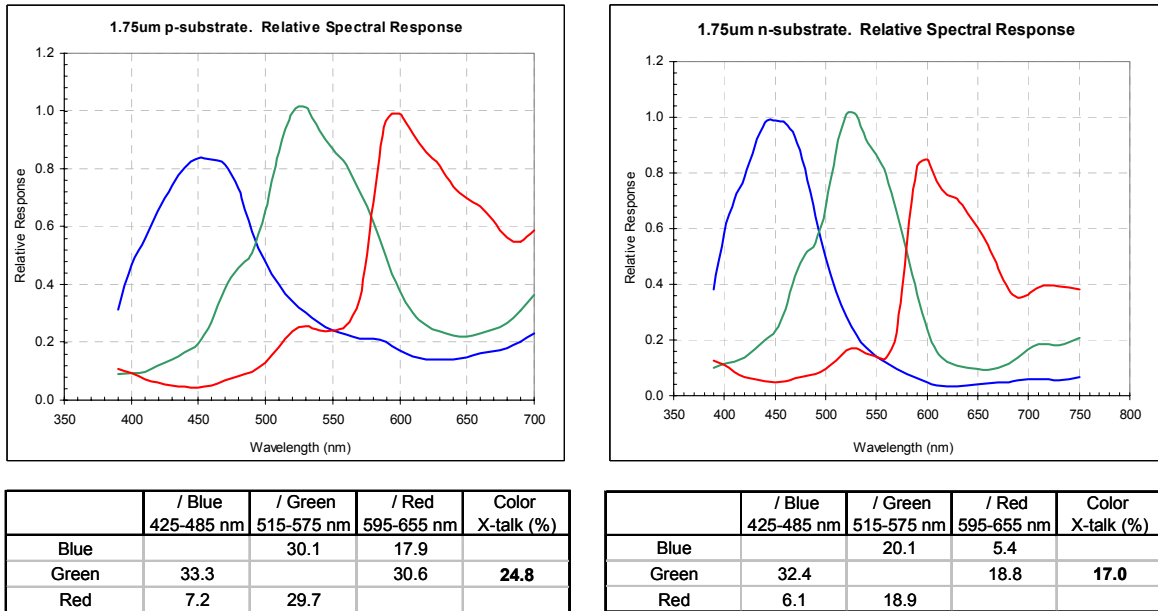 1.75um p-substrate. Relative Spectral Response
1.2
1.0
0.8
0.6
0.4
0.2
0.0
Relative Response
350 400 450 500 550 600 650 700
Wavelength (nm)
1.75um n-substrate. Relative Spectral Response
1.2
1.0
0.8
0.6
0.4
0.2
0.0
Relative Response
350 400 450 500 550 600 650 700 750 800
Wavelength (nm)
/ Blue / Green / Red Color
425-485 nm 515-575 nm 595-655 nm X-talk (%)
Blue 30.1 17.9
Green 33.3 30.6 24.8
Red 7.2 29.7
/ Blue / Green / Red Color
425-485 nm 515-575 nm 595-655 nm X-talk (%)
Blue 20.1 5.4
Green 32.4 18.8 17.0
Red 6.1 18.9